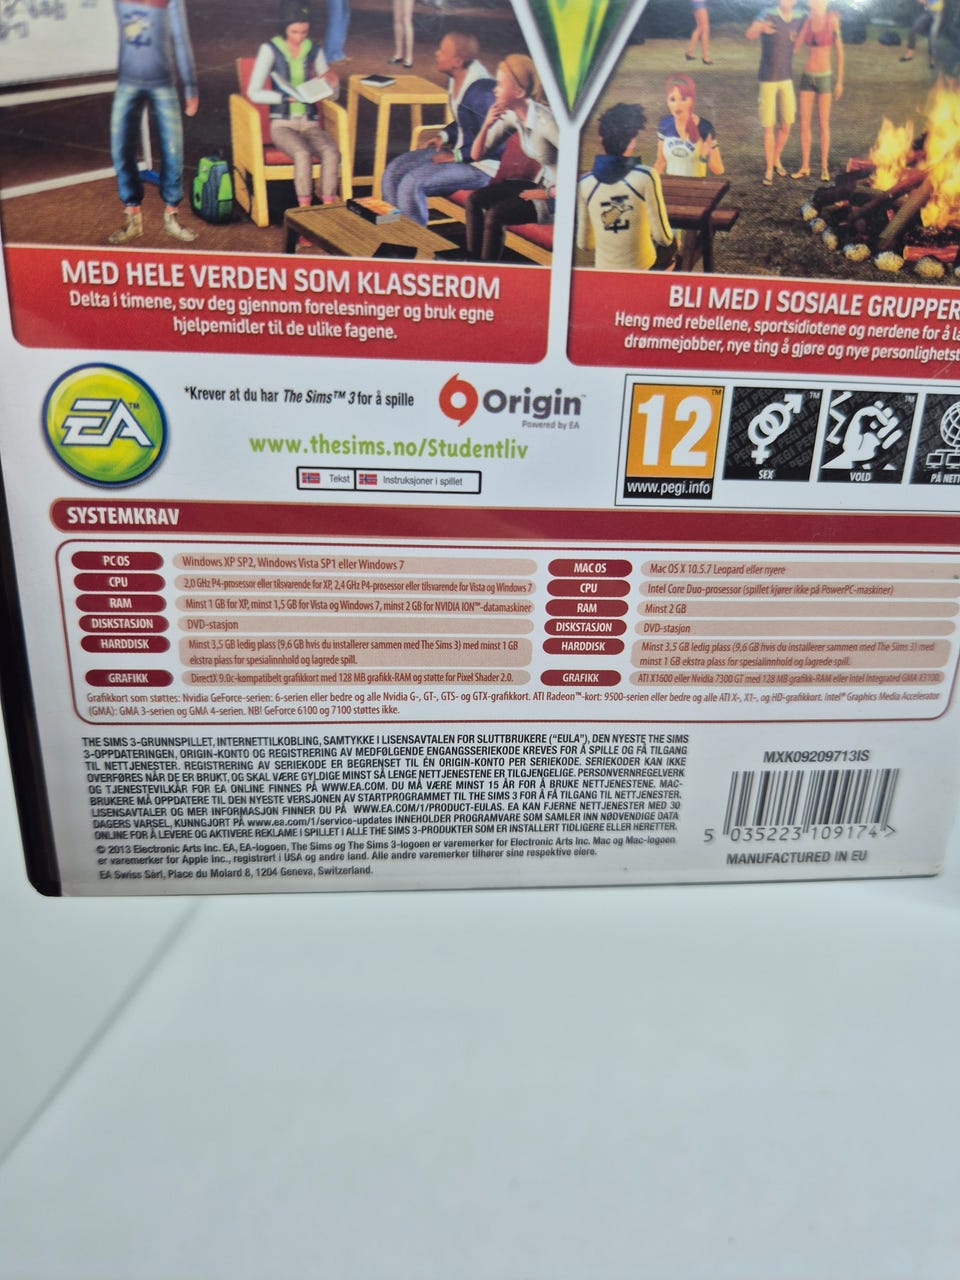 MED HELE VERDEN SOM KLASSEROM
Delta i timene, sov deg gjennom forelesninger og bruk egne
hjelpemidler til de ulike fagene.
BLI MED I SOSIALE GRUPPER
Heng med rebellene, sportsidiotene og nerdene for å
drømmejobber, nye ting å gjøre og nye
EA™
*Krever at du har The Sims™ 3 for å spille
Origin™
Powered by EA
www.thesims.no/Studentliv
Tekst
Instruksjoner i spillet
12
™
www.pegi.info
SEX
VOLD
PÅ NETT
SYSTEMKRAV
PC OS Windows XP SP2, Windows Vista SP1 eller Windows 7
CPU 2,0 GHz P4-prosessor eller tilsvarende for XP, 2,4 GHz P4-prosessor eller tilsvarende for Vista og Windows 7
RAM Minst 1 GB for XP, minst 1,5 GB for Vista og Windows 7, minst 2 GB for NVIDIA ION™-datamaskiner
DISKSTASJON DVD-stasjon
HARDDISK Minst 3,5 GB ledig plass (9,6 GB hvis du installerer sammen med The Sims 3) med minst 1 GB
ekstra plass for spesialinnhold og lagrede spill.
GRAFIKK DirectX 9.0c-kompatibelt grafikkort med 128 MB grafikk-RAM og støtte for Pixel Shader 2.0.
MAC OS Mac OS X 10.5.7 Leopard eller nyere
CPU Intel Core Duo-prosessor (spillet kjører ikke på PowerPC-maskiner)
RAM Minst 2 GB
DISKSTASJON DVD-stasjon
HARDDISK Minst 3,5 GB ledig plass (9,6 GB hvis du installerer sammen med The Sims 3) med
minst 1 GB ekstra plass for spesialinnhold og lagrede spill.
GRAFIKK ATI X1600 eller Nvidia 7300 GT med 128 MB grafikk-RAM eller Intel Integrated GMA X3100.
Grafikkort som støttes: Nvidia GeForce-serien: 6-serien eller bedre og alle Nvidia G-, GT-, GTS- og GTX-grafikkort. ATI Radeon™-kort: 9500-serien eller bedre og alle ATI X-, X1-, og HD-grafikkort. Intel® Graphics Media Accelerator
(GMA): GMA 3-serien og GMA 4-serien. NB! GeForce 6100 og 7100 støttes ikke.
THE SIMS 3-GRUNNSPILLET, INTERNETTILKOBLING, SAMTYKKE I LISENSAVTALEN FOR SLUTTBRUKERE ("EULA"), DEN NYESTE THE SIMS
3-OPPDATERINGEN, ORIGIN-KONTO OG REGISTRERING AV MEDFØLGENDE ENGANGSSERIEKODE KREVES FOR Å SPILLE OG FÅ TILGANG
TIL NETTJENESTER. REGISTRERING AV SERIEKODE ER BEGRENSET TIL ÉN ORIGIN-KONTO PER SERIEKODE. SERIEKODER KAN IKKE
OVERFØRES NÅR DE ER BRUKT, OG SKAL VÆRE GYLDIGE MINST SÅ LENGE NETTJENESTENE ER TILGJENGELIGE. PERSONVERNREGELVERK
OG TJENESTEVILKÅR FOR EA ONLINE FINNES PÅ WWW.EA.COM. DU MÅ VÆRE MINST 15 ÅR FOR Å BRUKE NETTJENESTENE. MAC-
BRUKERE MÅ OPPDATERE TIL DEN NYESTE VERSJONEN AV STARTPROGRAMMET TIL THE SIMS 3 FOR Å FÅ TILGANG TIL NETTJENESTER.
LISENSAVTALER OG MER INFORMASJON FINNER DU PÅ WWW.EA.COM/1/PRODUCT-EULAS. EA KAN FJERNE NETTJENESTER MED 30
DAGERS VARSEL, KUNNGJORT PÅ www.ea.com/1/service-updates INNEHOLDER PROGRAMVARE SOM SAMLER INN NØDVENDIGE DATA
ONLINE FOR Å LEVERE OG AKTIVERE REKLAME I SPILLET I ALLE THE SIMS 3-PRODUKTER SOM ER INSTALLERT TIDLIGERE ELLER HERETTER.
© 2013 Electronic Arts Inc. EA, EA-logoen, The Sims og The Sims 3-logoen er varemerker for Electronic Arts Inc. Mac og Mac-logoen
er varemerker for Apple Inc., registrert i USA og andre land. Alle andre varemerker tilhører sine respektive eiere.
EA Swiss Sàrl, Place du Molard 8, 1204 Geneva, Switzerland.
MXK09209713IS
5 035223 109174 >
MANUFACTURED IN EU